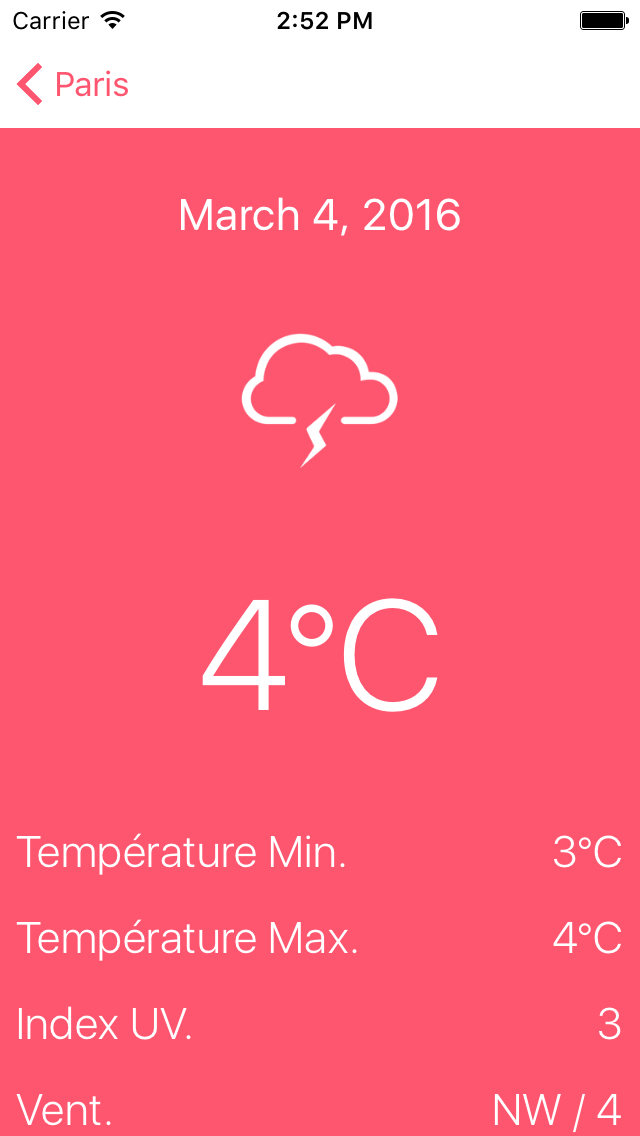 Carrier 2:52 PM
Paris
March 4, 2016
4°C
Température Min. 3°C
Température Max. 4°C
Index UV. 3
Vent. NW / 4